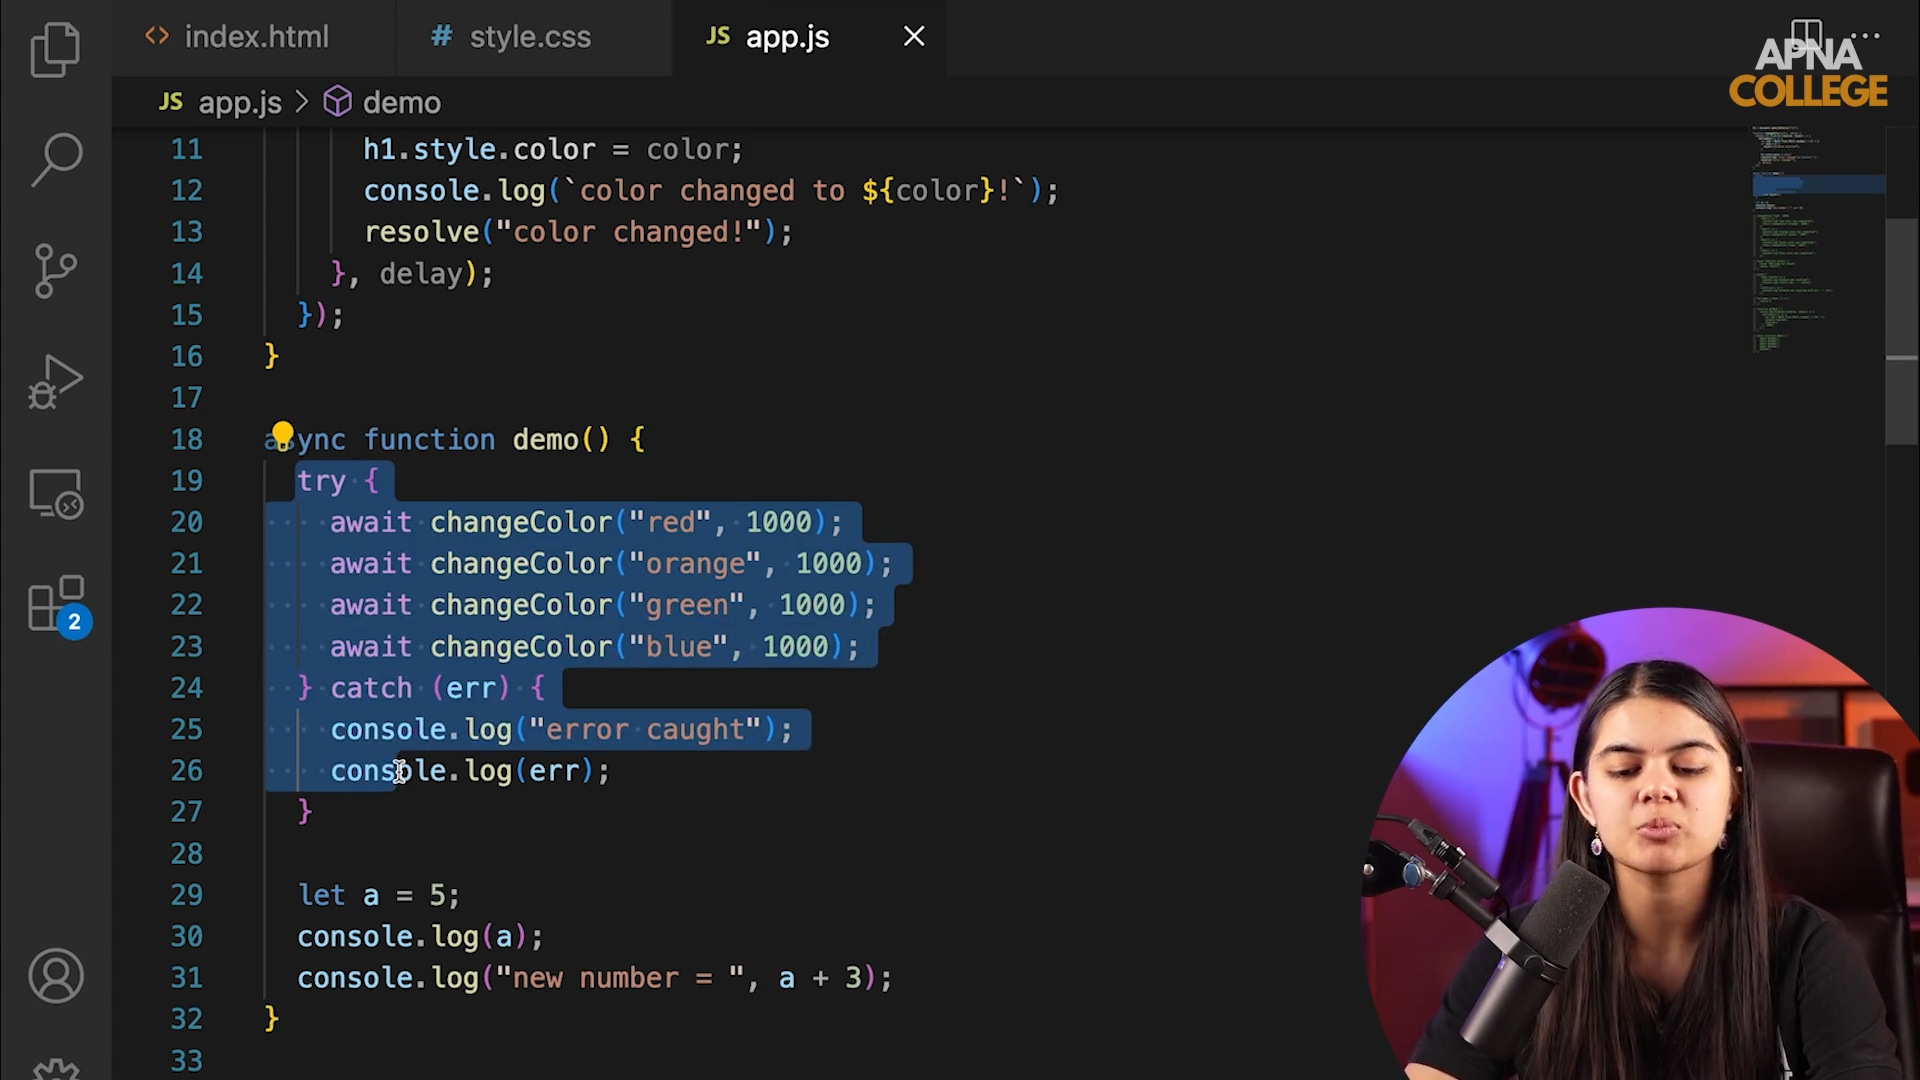 index.html
# style.css
JS app.js
APNA
COLLEGE
JS app.js > demo
11 h1.style.color = color;
12 console.log(`color changed to ${color}!`);
13 resolve("color changed!");
14 }, delay);
15 });
16 }
17
18 async function demo() {
19 try {
20 await changeColor("red", 1000);
21 await changeColor("orange", 1000);
22 await changeColor("green", 1000);
23 await changeColor("blue", 1000);
24 } catch (err) {
25 console.log("error caught");
26 console.log(err);
27 }
28
29 let a = 5;
30 console.log(a);
31 console.log("new number = ", a + 3);
32 }
33
2